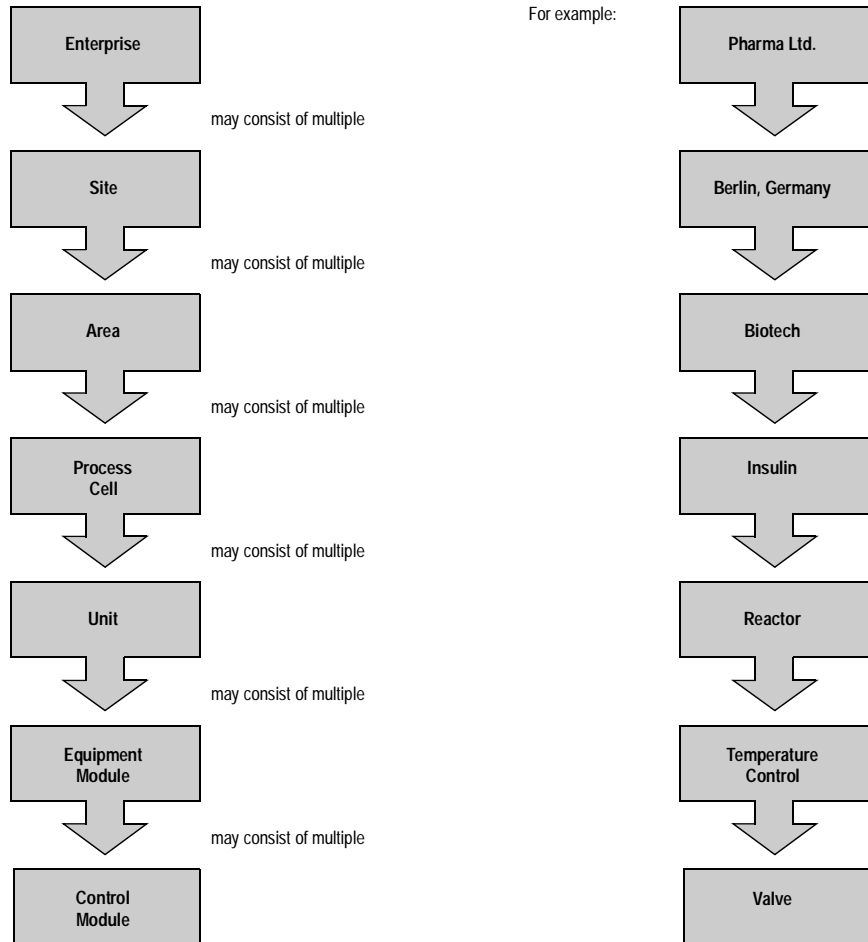 For example:
Enterprise
Pharma Ltd.
may consist of multiple
Site
Berlin, Germany
may consist of multiple
Area
Biotech
may consist of multiple
Process
Cell
Insulin
may consist of multiple
Unit
Reactor
may consist of multiple
Equipment
Module
Temperature
Control
may consist of multiple
Control
Module
Valve